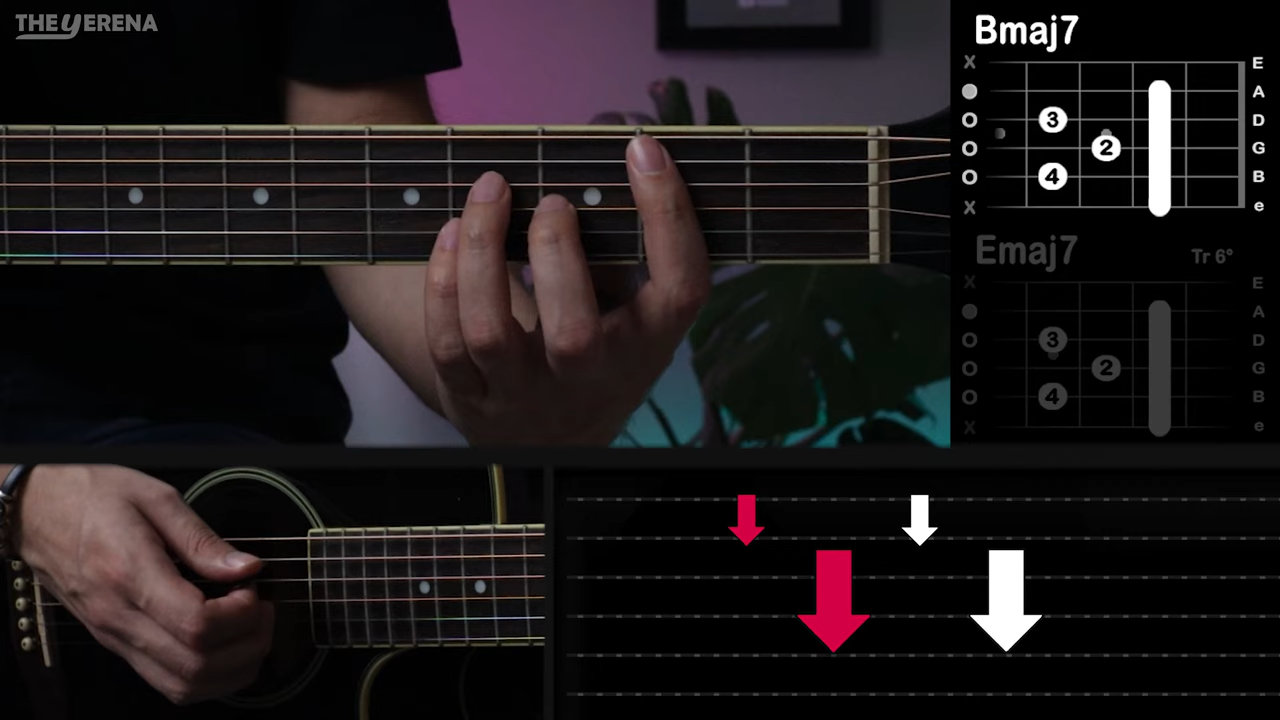 THEYERENA
Bmaj7
X E
A
O 3 D
O 2 G
O 4 B
X e
Emaj7 Tr 6°
X E
A
O 3 D
O 2 G
O 4 B
X e